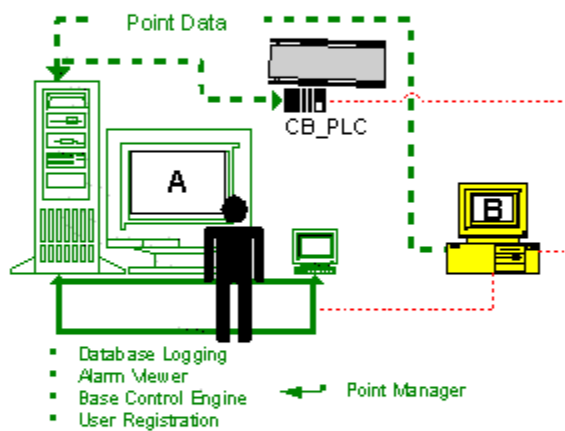 Point Data
CB_PLC
A
B
Database Logging
Alarm Viewer
Base Control Engine
Point Manager
User Registration